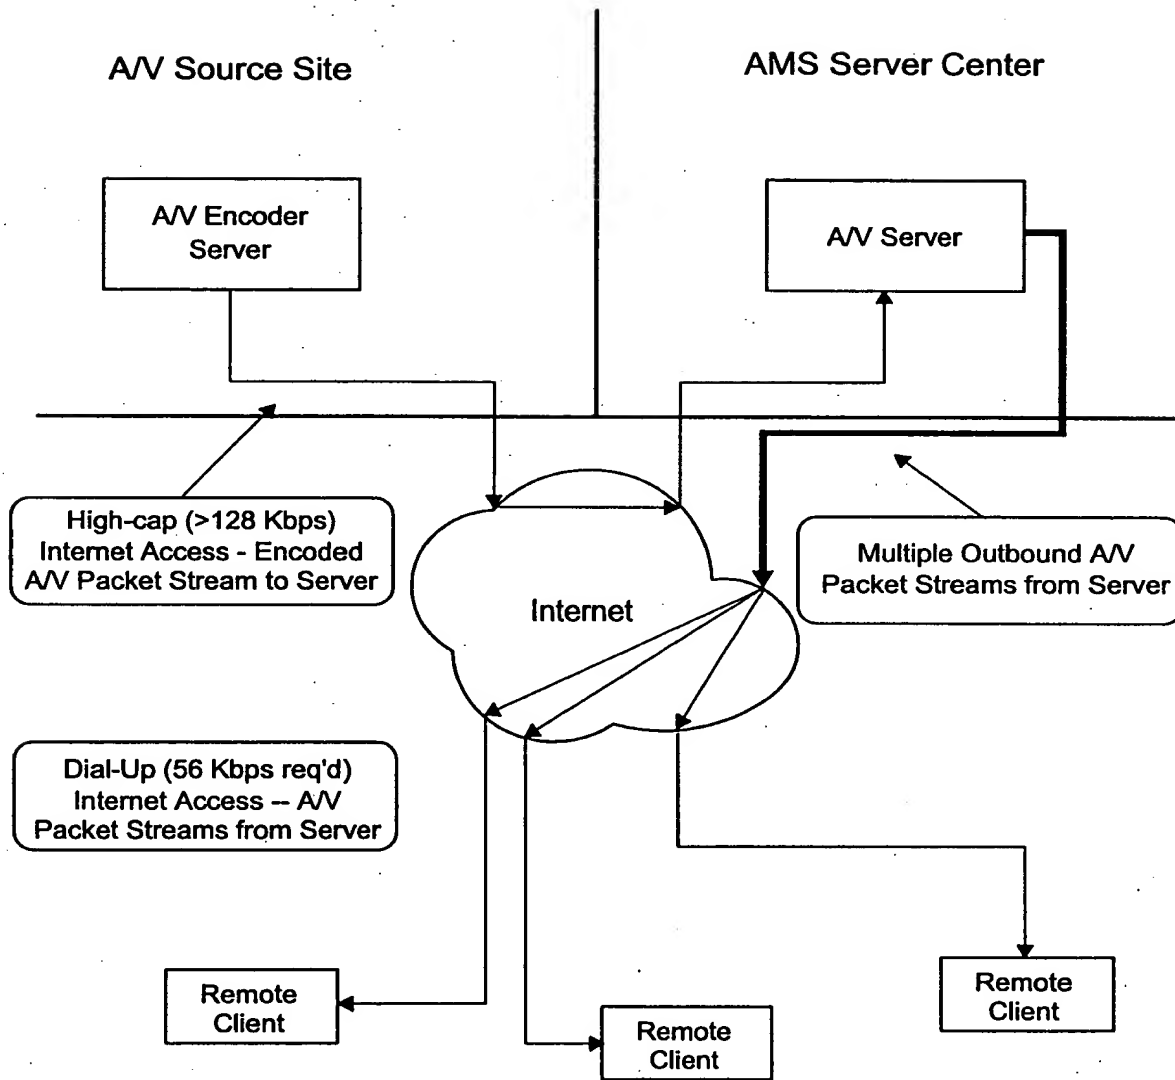 A/V Source Site
AMS Server Center
A/V Encoder
Server
A/V Server
High-cap (>128 Kbps)
Internet Access - Encoded
A/V Packet Stream to Server
Multiple Outbound A/V
Packet Streams from Server
Internet
Dial-Up (56 Kbps req'd)
Internet Access -- A/V
Packet Streams from Server
Remote
Client
Remote
Client
Remote
Client